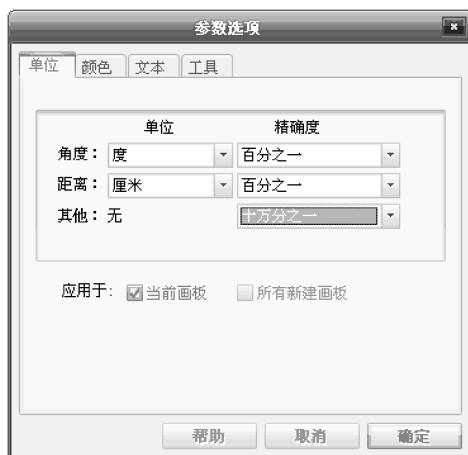 参数选项
单位 颜色 文本 工具
单位 精确度
角度： 度 百分之一
距离： 厘米 百分之一
其他： 无 十万分之一
应用于： 当前画板 所有新建画板
帮助 取消 确定